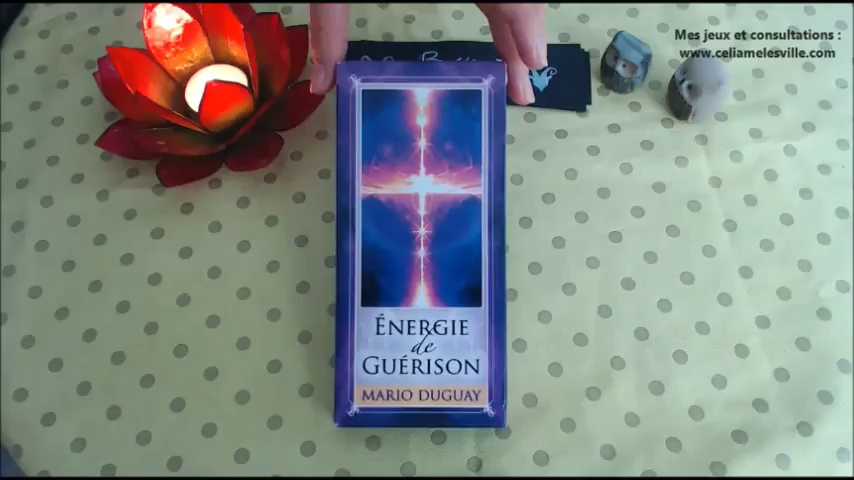 Mes jeux et consultations :
www.celiamelesville.com
ÉNERGIE
de
GUÉRISON
MARIO DUGUAY